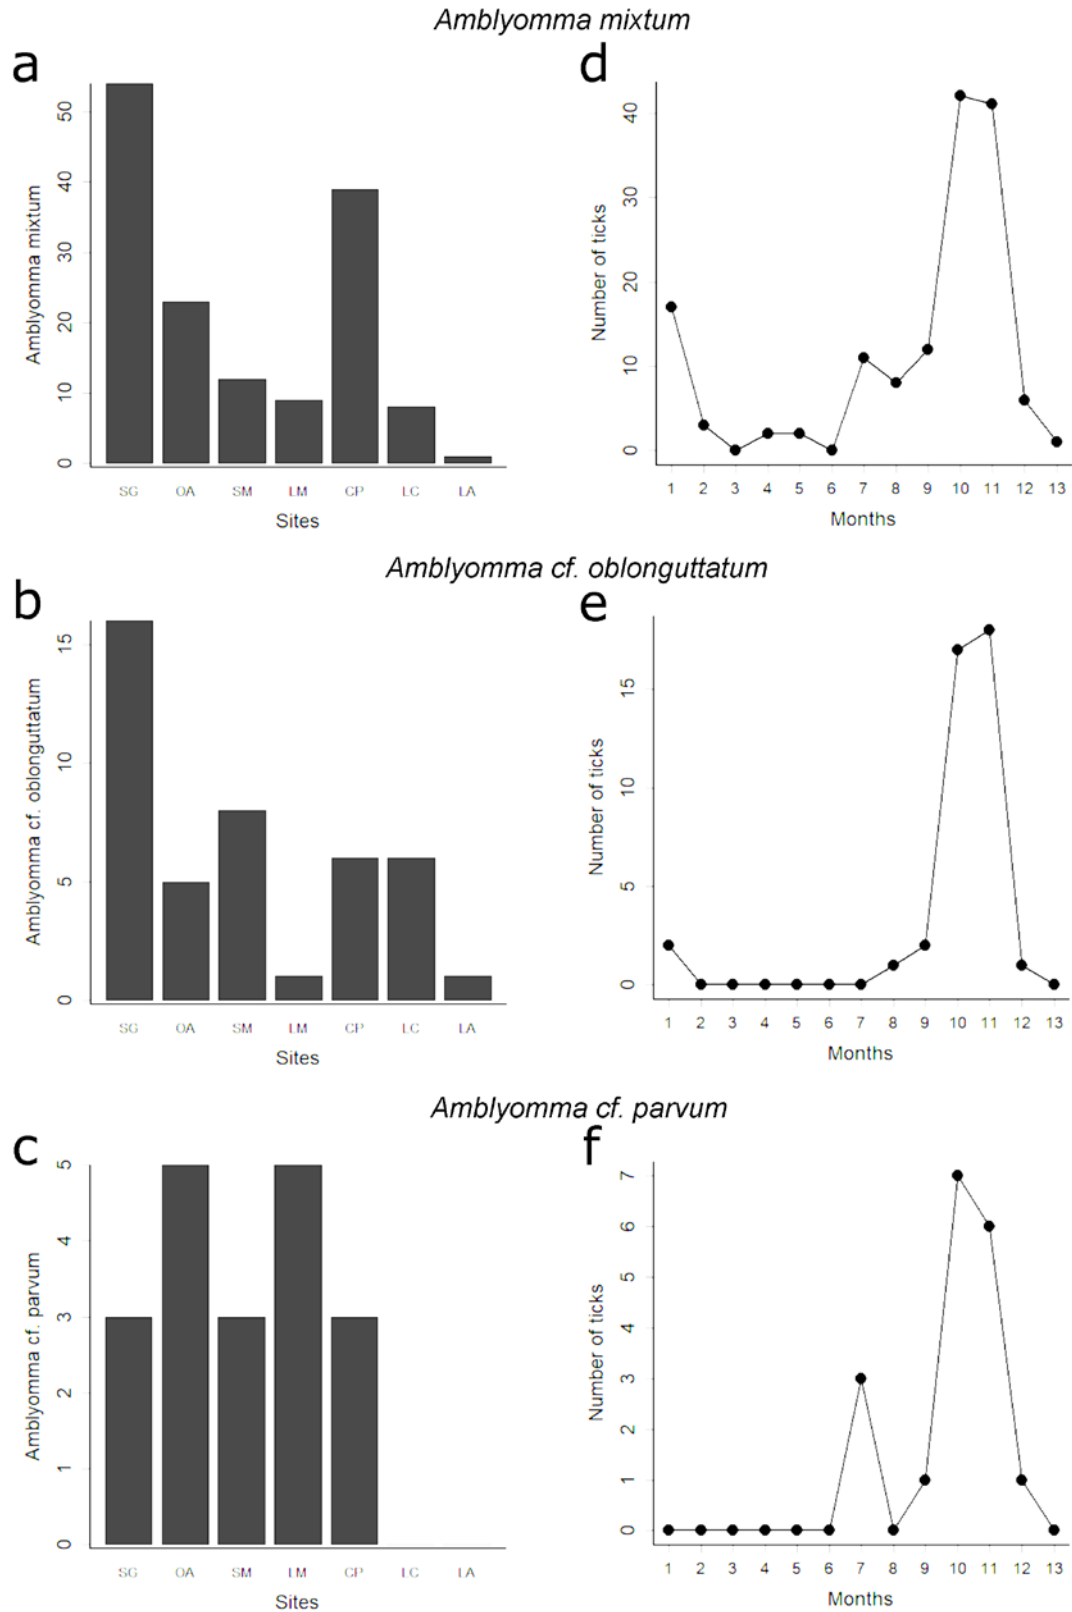 Amblyomma mixtum
a
Amblyomma mixtum
50
40
30
20
10
0
SG OA SM LM CP LC LA
Sites
d
Number of ticks
40
30
20
10
0
1 2 3 4 5 6 7 8 9 10 11 12 13
Months
Amblyomma cf. oblonguttatum
b
Amblyomma cf. oblonguttatum
15
10
5
0
SG OA SM LM CP LC LA
Sites
e
Number of ticks
15
10
5
0
1 2 3 4 5 6 7 8 9 10 11 12 13
Months
Amblyomma cf. parvum
c
Amblyomma cf. parvum
5
4
3
2
1
0
SG OA SM LM CP LC LA
Sites
f
Number of ticks
7
6
5
4
3
2
1
0
1 2 3 4 5 6 7 8 9 10 11 12 13
Months